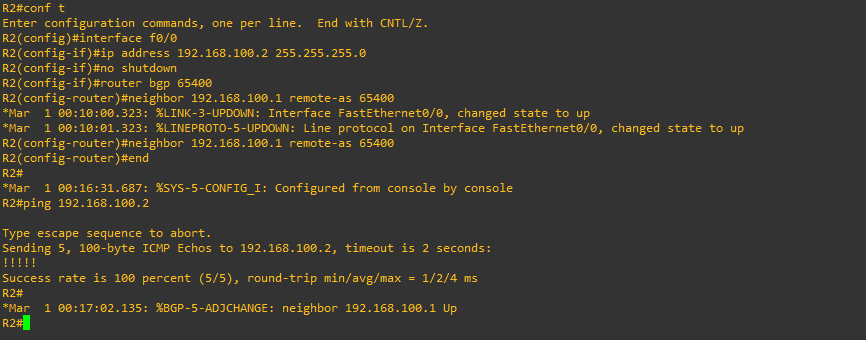 R2#conf t
Enter configuration commands, one per line.  End with CNTL/Z.
R2(config)#interface f0/0
R2(config-if)#ip address 192.168.100.2 255.255.255.0
R2(config-if)#no shutdown
R2(config-if)#router bgp 65400
R2(config-router)#neighbor 192.168.100.1 remote-as 65400
*Mar  1 00:10:00.323: %LINK-3-UPDOWN: Interface FastEthernet0/0, changed state to up
*Mar  1 00:10:01.323: %LINEPROTO-5-UPDOWN: Line protocol on Interface FastEthernet0/0, changed state to up
R2(config-router)#neighbor 192.168.100.1 remote-as 65400
R2(config-router)#end
R2#
*Mar  1 00:16:31.687: %SYS-5-CONFIG_I: Configured from console by console
R2#ping 192.168.100.2

Type escape sequence to abort.
Sending 5, 100-byte ICMP Echos to 192.168.100.2, timeout is 2 seconds:
!!!!!
Success rate is 100 percent (5/5), round-trip min/avg/max = 1/2/4 ms
R2#
*Mar  1 00:17:02.135: %BGP-5-ADJCHANGE: neighbor 192.168.100.1 Up
R2#